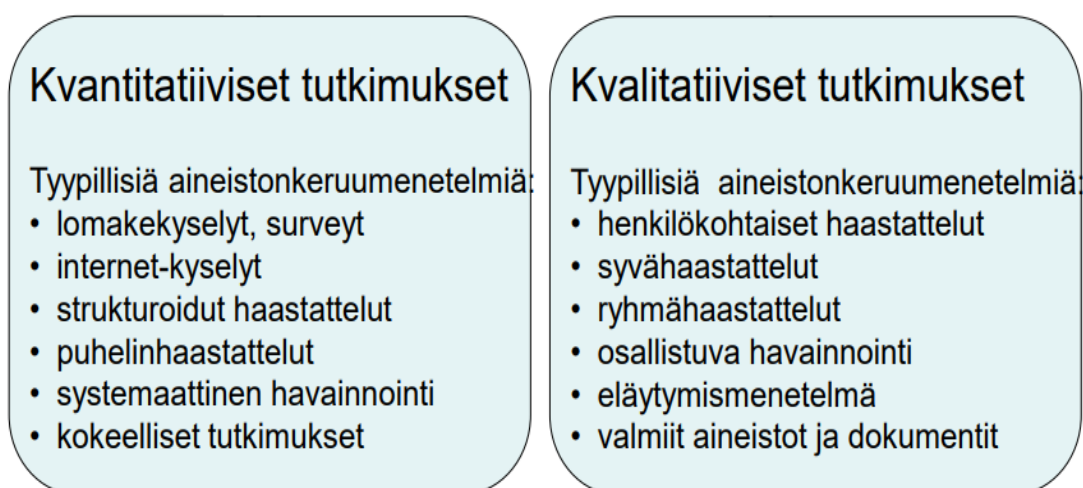 Kvantitatiiviset tutkimukset
Tyypillisiä aineistonkeruumenetelmiä:
• lomakekyselyt, surveyt
• internet-kyselyt
• strukturoidut haastattelut
• puhelinhaastattelut
• systemaattinen havainnointi
• kokeelliset tutkimukset
Kvalitatiiviset tutkimukset
Tyypillisiä aineistonkeruumenetelmiä:
• henkilökohtaiset haastattelut
• syvähaastattelut
• ryhmähaastattelut
• osallistuva havainnointi
• eläytymismenetelmä
• valmiit aineistot ja dokumentit